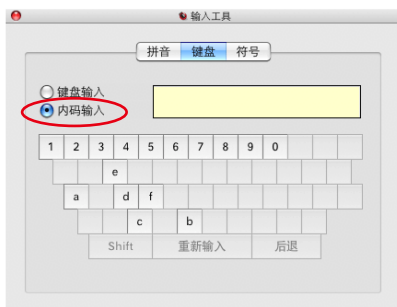 输入工具
拼音 键盘 符号
键盘输入
内码输入
1 2 3 4 5 6 7 8 9 0
e
a d f
c b
Shift 重新输入 后退